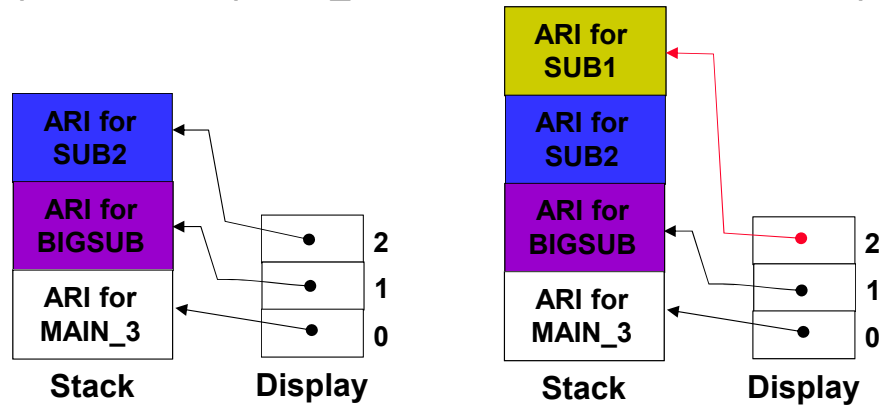 ARI for
SUB2
ARI for
BIGSUB
ARI for
MAIN_3
2
1
0
Stack
Display
ARI for
SUB1
ARI for
SUB2
ARI for
BIGSUB
ARI for
MAIN_3
2
1
0
Stack
Display